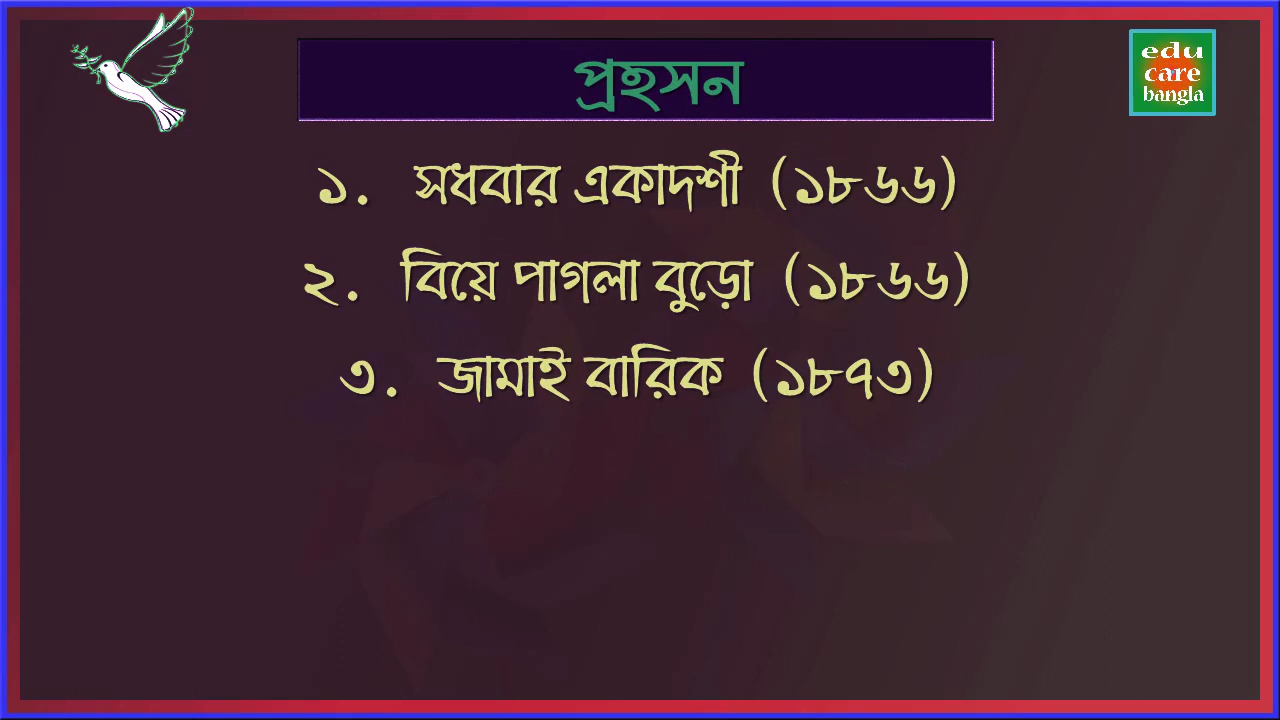 প্রহসন
edu
care
bangla
১. সধবার একাদশী (১৮৬৬)
২. বিয়ে পাগলা বুড়ো (১৮৬৬)
৩. জামাই বারিক (১৮৭৩)